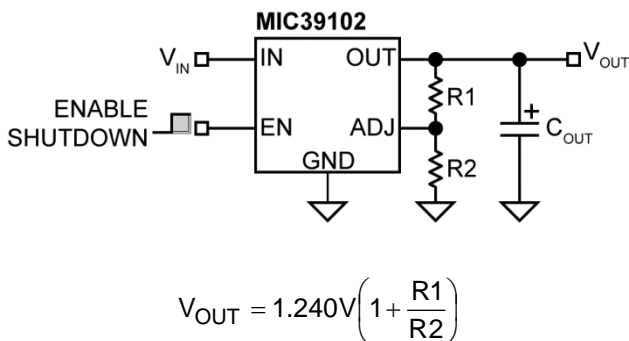 MIC39102
V_IN
IN
OUT
V_OUT
R1
ENABLE
SHUTDOWN
EN
ADJ
+
C_OUT
GND
R2
V_OUT = 1.240V(1 + R1/R2)